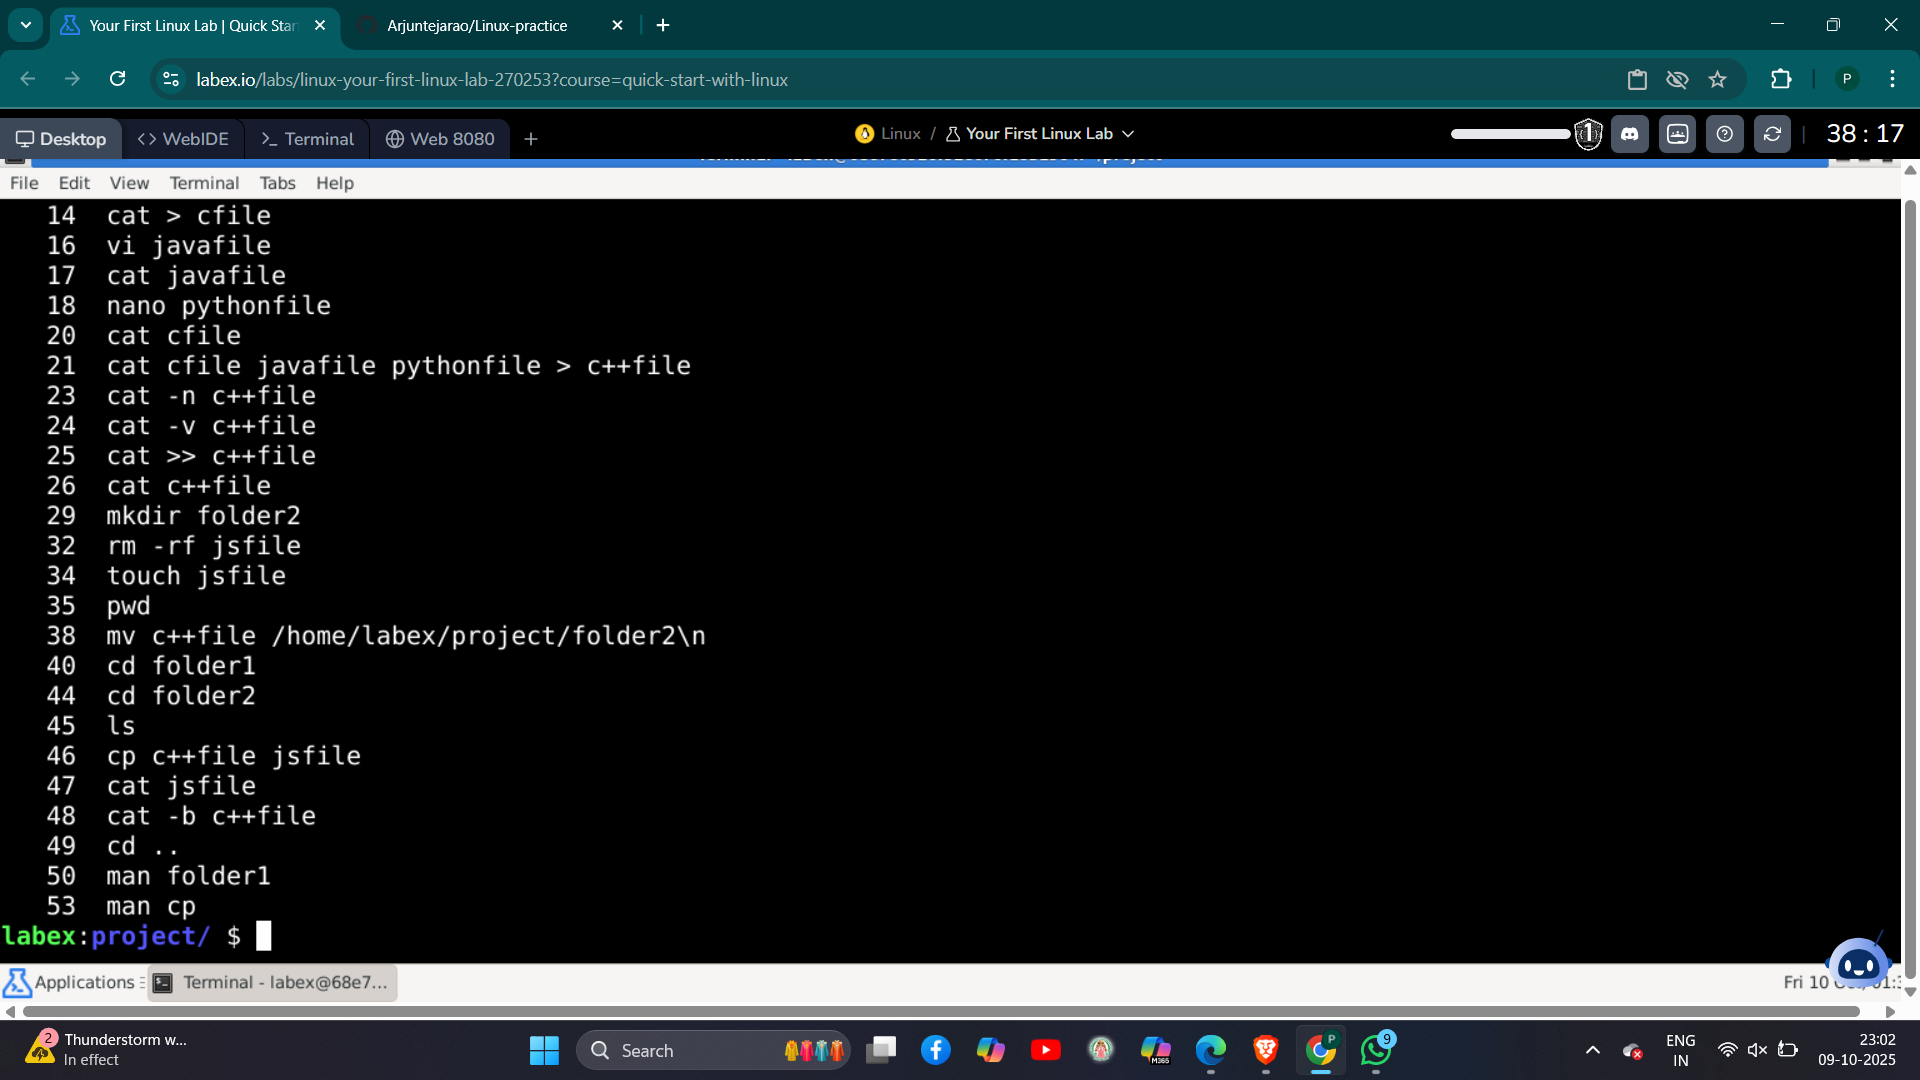 Your First Linux Lab | Quick Star
Arjuntejarao/Linux-practice
labex.io/labs/linux-your-first-linux-lab-270253?course=quick-start-with-linux
P
Desktop
WebIDE
Terminal
Web 8080
Linux / Your First Linux Lab
1
38 : 17
File Edit View Terminal Tabs Help
14 cat > cfile
16 vi javafile
17 cat javafile
18 nano pythonfile
20 cat cfile
21 cat cfile javafile pythonfile > c++file
23 cat -n c++file
24 cat -v c++file
25 cat >> c++file
26 cat c++file
29 mkdir folder2
32 rm -rf jsfile
34 touch jsfile
35 pwd
38 mv c++file /home/labex/project/folder2\n
40 cd folder1
44 cd folder2
45 ls
46 cp c++file jsfile
47 cat jsfile
48 cat -b c++file
49 cd ..
50 man folder1
53 man cp
labex:project/ $
Applications
Terminal - labex@68e7...
Fri 10
2
Thunderstorm w...
In effect
Search
M365
P
9
ENG
IN
23:02
09-10-2025